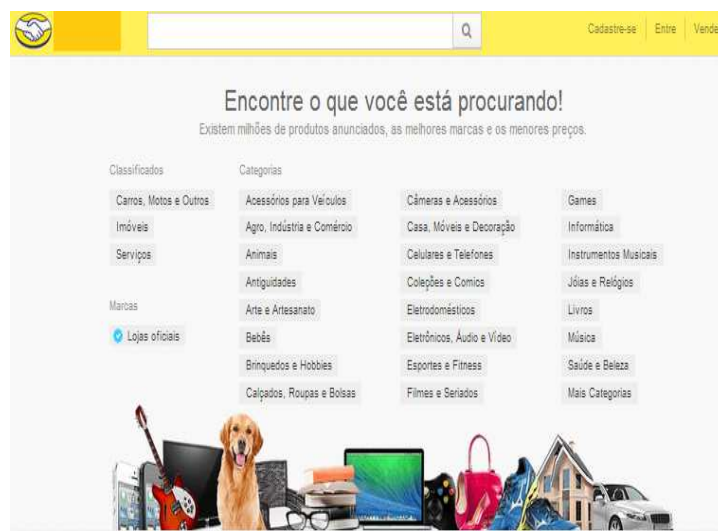 Cadastre-se Entre Vende
Encontre o que você está procurando!
Existem milhões de produtos anunciados, as melhores marcas e os menores preços.
Classificados
Carros, Motos e Outros
Imóveis
Serviços
Marcas
Lojas oficiais
Categorias
Acessórios para Veículos
Agro, Indústria e Comércio
Animais
Antiguidades
Arte e Artesanato
Bebês
Brinquedos e Hobbies
Calçados, Roupas e Bolsas
Câmeras e Acessórios
Casa, Móveis e Decoração
Celulares e Telefones
Coleções e Comics
Eletrodomésticos
Eletrônicos, Áudio e Vídeo
Esportes e Fitness
Filmes e Seriados
Games
Informática
Instrumentos Musicais
Jóias e Relógios
Livros
Música
Saúde e Beleza
Mais Categorias